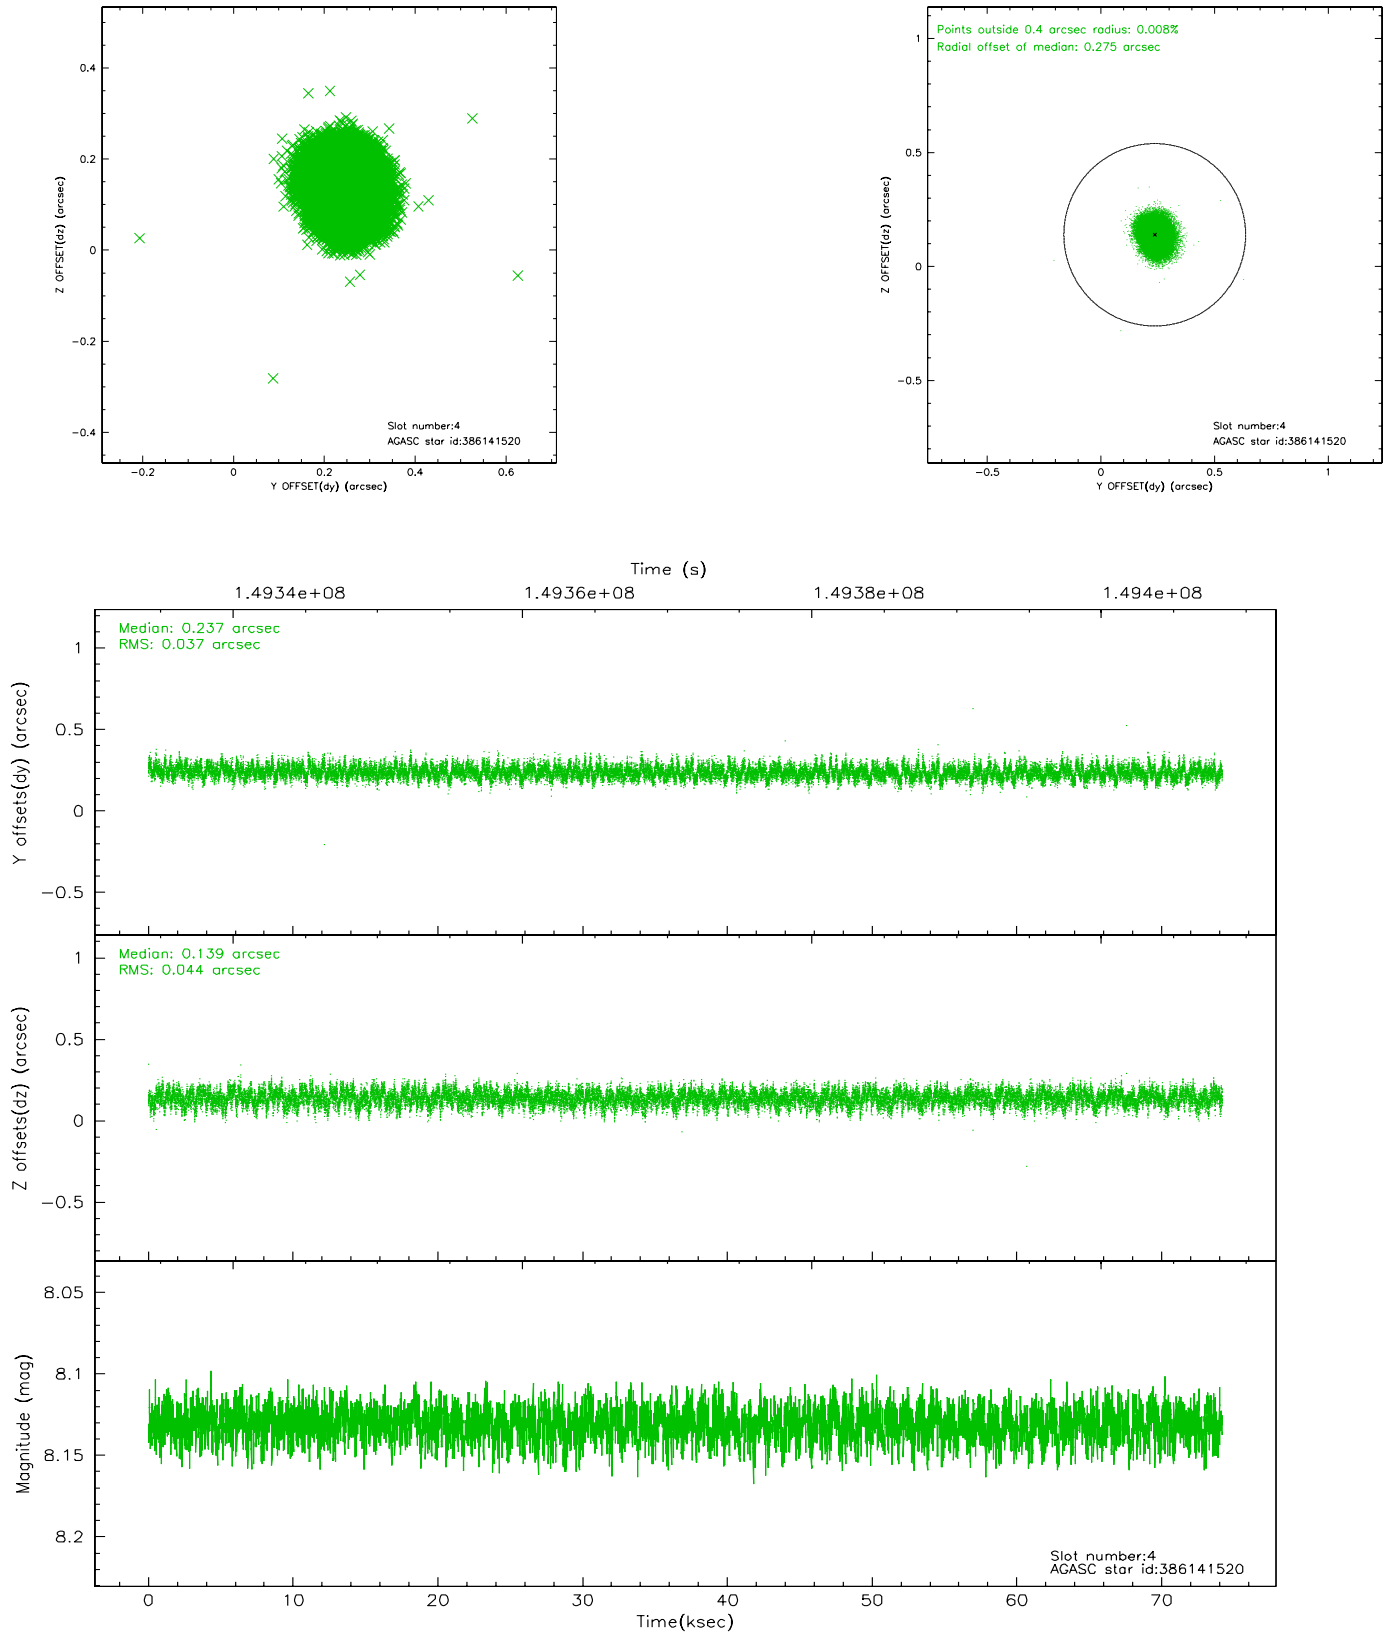 0.4
0.2
0
−0.2
−0.4
Z OFFSET(dz) (arcsec)
Slot number:4
AGASC star id:386141520
−0.2 0 0.2 0.4 0.6
Y OFFSET(dy) (arcsec)
Points outside 0.4 arcsec radius: 0.008%
Radial offset of median: 0.275 arcsec
1
0.5
0
−0.5
Z OFFSET(dz) (arcsec)
Slot number:4
AGASC star id:386141520
−0.5 0 0.5 1
Y OFFSET(dy) (arcsec)
Time (s)
1.4934e+08 1.4936e+08 1.4938e+08 1.494e+08
Median: 0.237 arcsec
RMS: 0.037 arcsec
1
0.5
0
−0.5
Y offsets(dy) (arcsec)
Median: 0.139 arcsec
RMS: 0.044 arcsec
1
0.5
0
−0.5
Z offsets(dz) (arcsec)
8.05
8.1
8.15
8.2
Magnitude (mag)
Slot number:4
AGASC star id:386141520
0 10 20 30 40 50 60 70
Time(ksec)